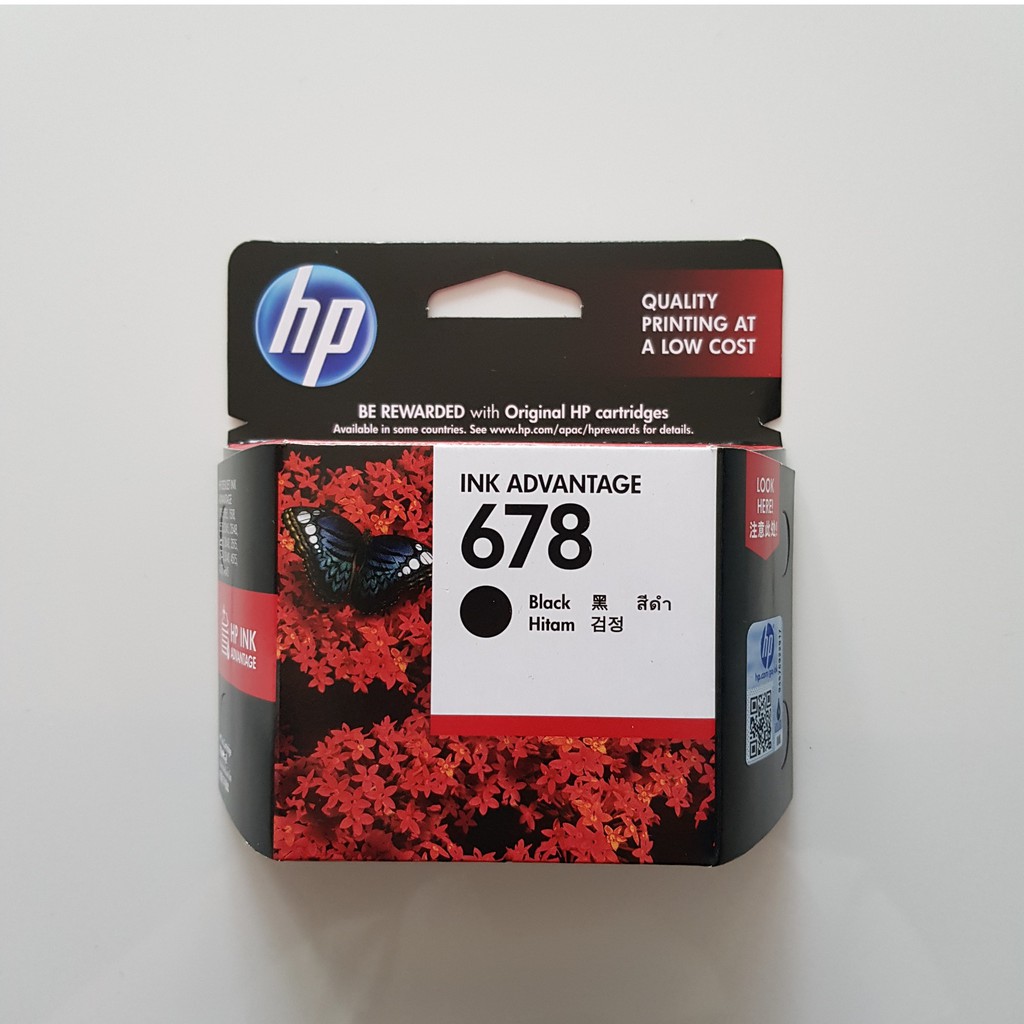 hp
QUALITY
PRINTING AT
A LOW COST
BE REWARDED with Original HP cartridges
Available in some countries. See www.hp.com/apac/hprewards for details.
INK ADVANTAGE
678
Black 黑 สีดำ
Hitam 검정
HP INK
ADVANTAGE
LOOK
HERE!
注意此处!
hp